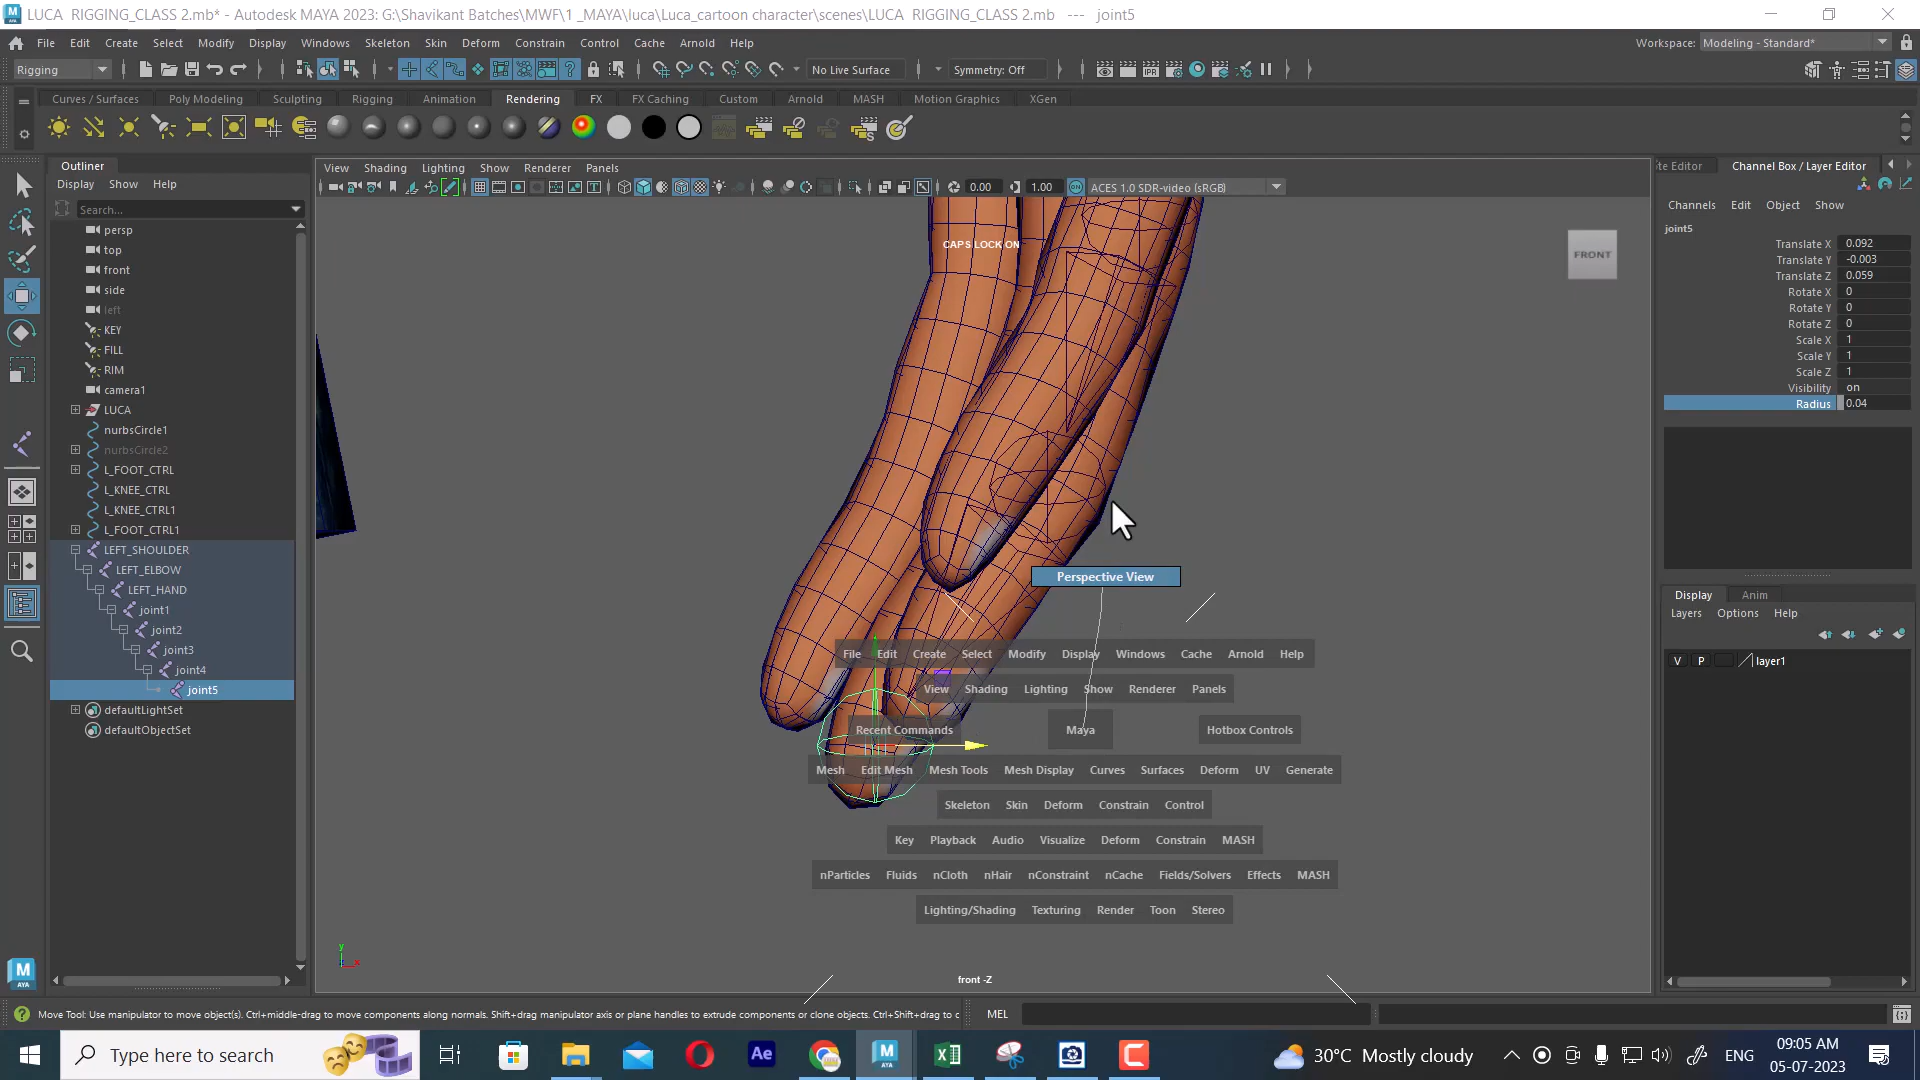 LUCA  RIGGING_CLASS 2.mb* - Autodesk MAYA 2023: G:\Shavikant Batches\MWF\1 _MAYA\luca\Luca_cartoon character\scenes\LUCA  RIGGING_CLASS 2.mb   ---   joint5
File Edit Create Select Modify Display Windows Skeleton Skin Deform Constrain Control Cache Arnold Help Workspace: Modeling - Standard*
Rigging No Live Surface Symmetry: Off
Curves / Surfaces Poly Modeling Sculpting Rigging Animation Rendering FX FX Caching Custom Arnold MASH Motion Graphics XGen
Outliner
Display Show Help
Search...
persp
top
front
side
left
KEY
FILL
RIM
camera1
LUCA
nurbsCircle1
nurbsCircle2
L_FOOT_CTRL
L_KNEE_CTRL
L_KNEE_CTRL1
L_FOOT_CTRL1
LEFT_SHOULDER
LEFT_ELBOW
LEFT_HAND
joint1
joint2
joint3
joint4
joint5
defaultLightSet
defaultObjectSet
View Shading Lighting Show Renderer Panels
0.00 1.00 ON ACES 1.0 SDR-video (sRGB)
CAPS LOCK ON
FRONT
Perspective View
File Edit Create Select Modify Display Windows Cache Arnold Help
View Shading Lighting Show Renderer Panels
Recent Commands Maya Hotbox Controls
Mesh Edit Mesh Mesh Tools Mesh Display Curves Surfaces Deform UV Generate
Skeleton Skin Deform Constrain Control
Key Playback Audio Visualize Deform Constrain MASH
nParticles Fluids nCloth nHair nConstraint nCache Fields/Solvers Effects MASH
Lighting/Shading Texturing Render Toon Stereo
y
x
front -Z
te Editor Channel Box / Layer Editor
Channels Edit Object Show
joint5
Translate X 0.092
Translate Y -0.003
Translate Z 0.059
Rotate X 0
Rotate Y 0
Rotate Z 0
Scale X 1
Scale Y 1
Scale Z 1
Visibility on
Radius 0.04
Display Anim
Layers Options Help
V P layer1
Move Tool: Use manipulator to move object(s). Ctrl+middle-drag to move components along normals. Shift+drag manipulator axis or plane handles to extrude components or clone objects. Ctrl+Shift+drag to c
MEL
Type here to search
30°C Mostly cloudy
ENG
09:05 AM
05-07-2023